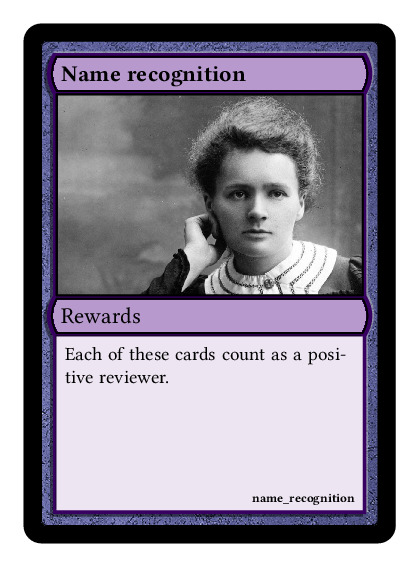 Name recognition
Rewards
Each of these cards count as a posi-
tive reviewer.
name_recognition